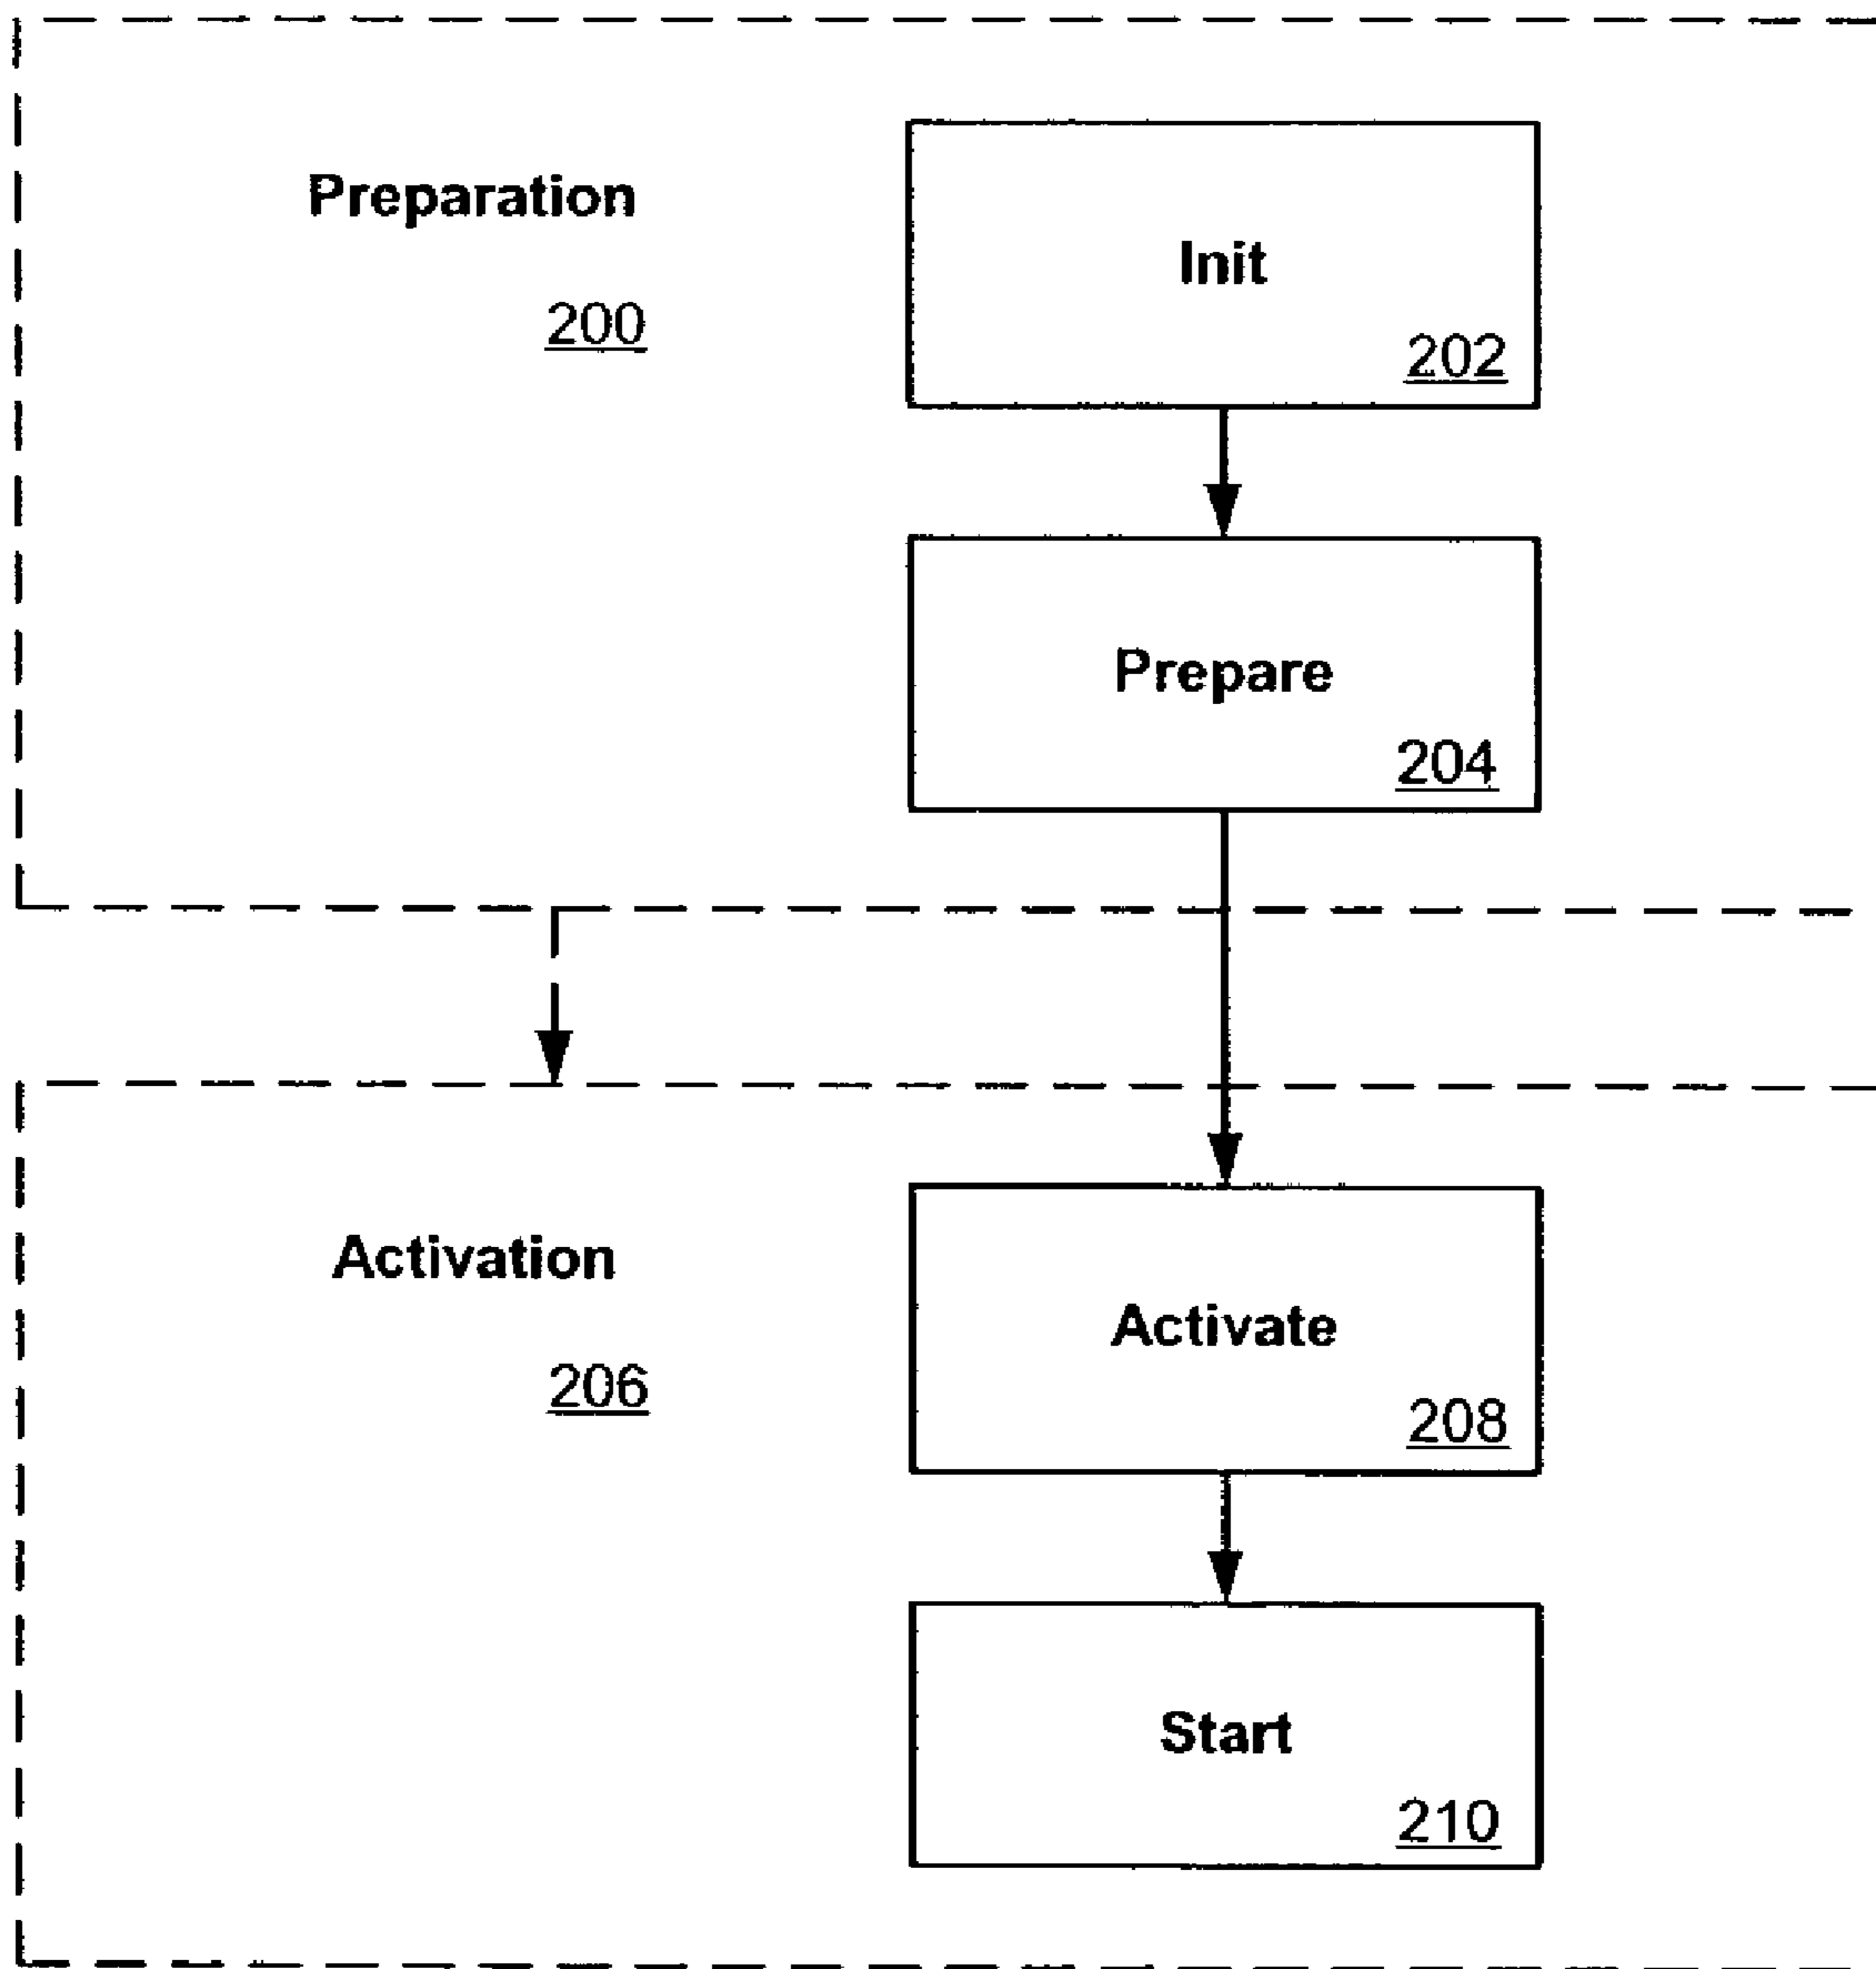 Preparation
200
Init
202
Prepare
204
Activation
206
Activate
208
Start
210